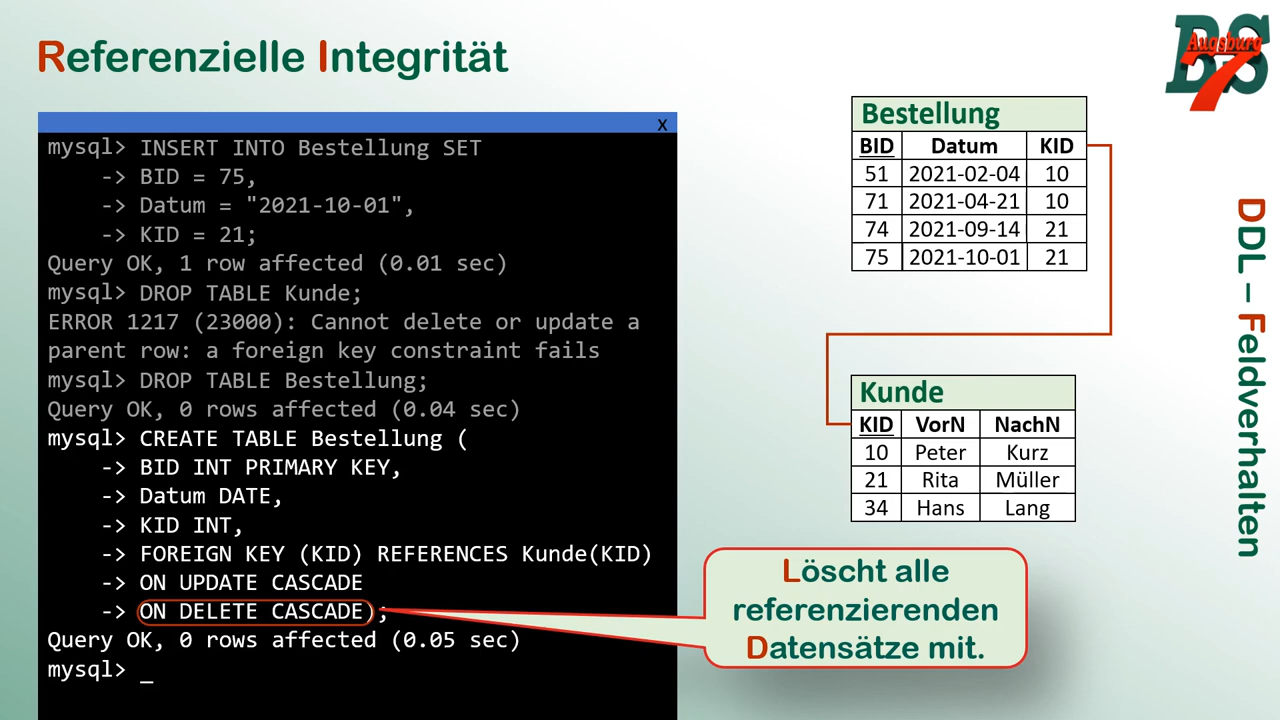 Referenzielle Integrität
BS
Augsburg
7
x
mysql> INSERT INTO Bestellung SET
-> BID = 75,
-> Datum = "2021-10-01",
-> KID = 21;
Query OK, 1 row affected (0.01 sec)
mysql> DROP TABLE Kunde;
ERROR 1217 (23000): Cannot delete or update a
parent row: a foreign key constraint fails
mysql> DROP TABLE Bestellung;
Query OK, 0 rows affected (0.04 sec)
mysql> CREATE TABLE Bestellung (
-> BID INT PRIMARY KEY,
-> Datum DATE,
-> KID INT,
-> FOREIGN KEY (KID) REFERENCES Kunde(KID)
-> ON UPDATE CASCADE
-> ON DELETE CASCADE);
Query OK, 0 rows affected (0.05 sec)
mysql> _
Bestellung
BID Datum KID
51 2021-02-04 10
71 2021-04-21 10
74 2021-09-14 21
75 2021-10-01 21
Kunde
KID VorN NachN
10 Peter Kurz
21 Rita Müller
34 Hans Lang
Löscht alle
referenzierenden
Datensätze mit.
DDL – Feldverhalten